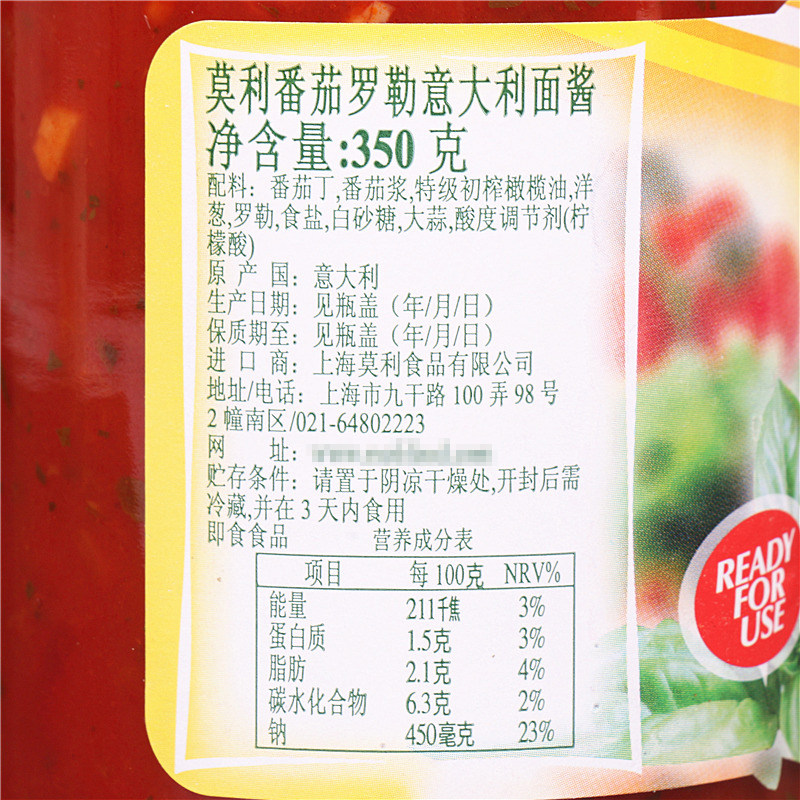 莫利番茄罗勒意大利面酱
净含量:350 克
配料：番茄丁,番茄浆,特级初榨橄榄油,洋
葱,罗勒,食盐,白砂糖,大蒜,酸度调节剂(柠
檬酸)
原 产 国：意大利
生产日期：见瓶盖（年/月/日）
保质期至：见瓶盖（年/月/日）
进 口 商：上海莫利食品有限公司
地址/电话：上海市九干路 100 弄 98 号
2 幢南区/021-64802223
网 址：
贮存条件：请置于阴凉干燥处,开封后需
冷藏,并在 3 天内食用
即食食品 营养成分表
项目 每 100克 NRV%
能量 211千焦 3%
蛋白质 1.5克 3%
脂肪 2.1克 4%
碳水化合物 6.3克 2%
钠 450毫克 23%
READY
FOR
USE